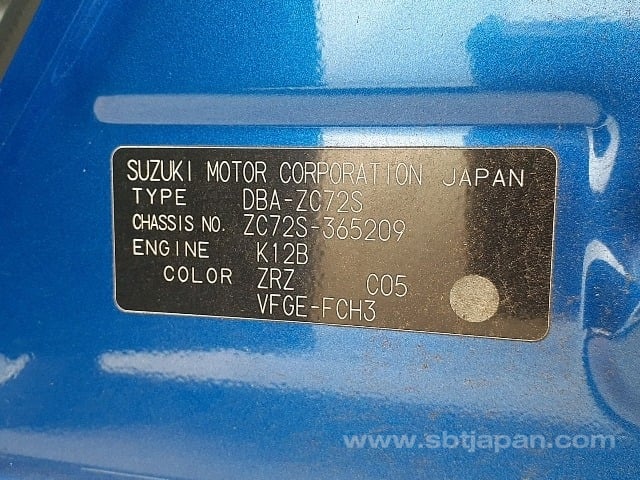 SUZUKI MOTOR CORPORATION JAPAN
TYPE DBA-ZC72S
CHASSIS NO. ZC72S-365209
ENGINE K12B
COLOR ZRZ C05
VFGE-FCH3
www.sbtjapan.com